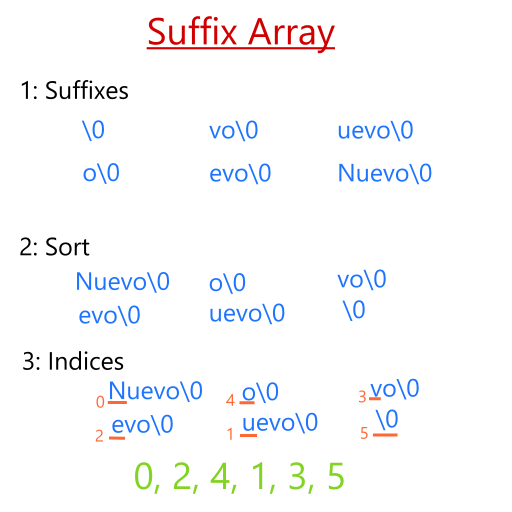 Suffix Array
1: Suffixes
\0 vo\0 uevo\0
o\0 evo\0 Nuevo\0
2: Sort
Nuevo\0 o\0 vo\0
evo\0 uevo\0 \0
3: Indices
0 Nuevo\0 4 o\0 3 vo\0
2 evo\0 1 uevo\0 5 \0
0, 2, 4, 1, 3, 5